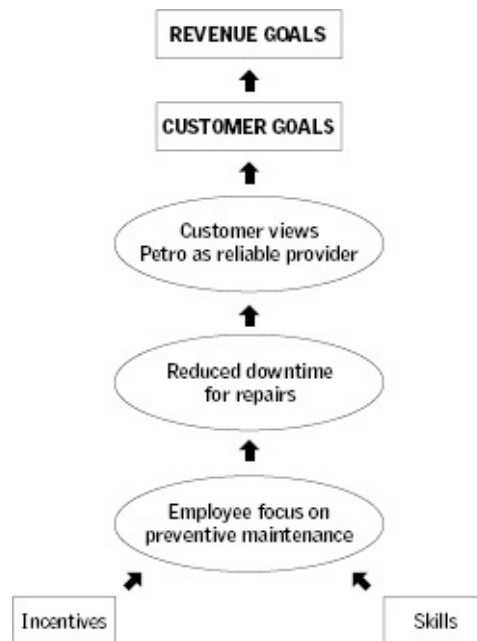 REVENUE GOALS
CUSTOMER GOALS
Customer views
Petro as reliable provider
Reduced downtime
for repairs
Employee focus on
preventive maintenance
Incentives
Skills